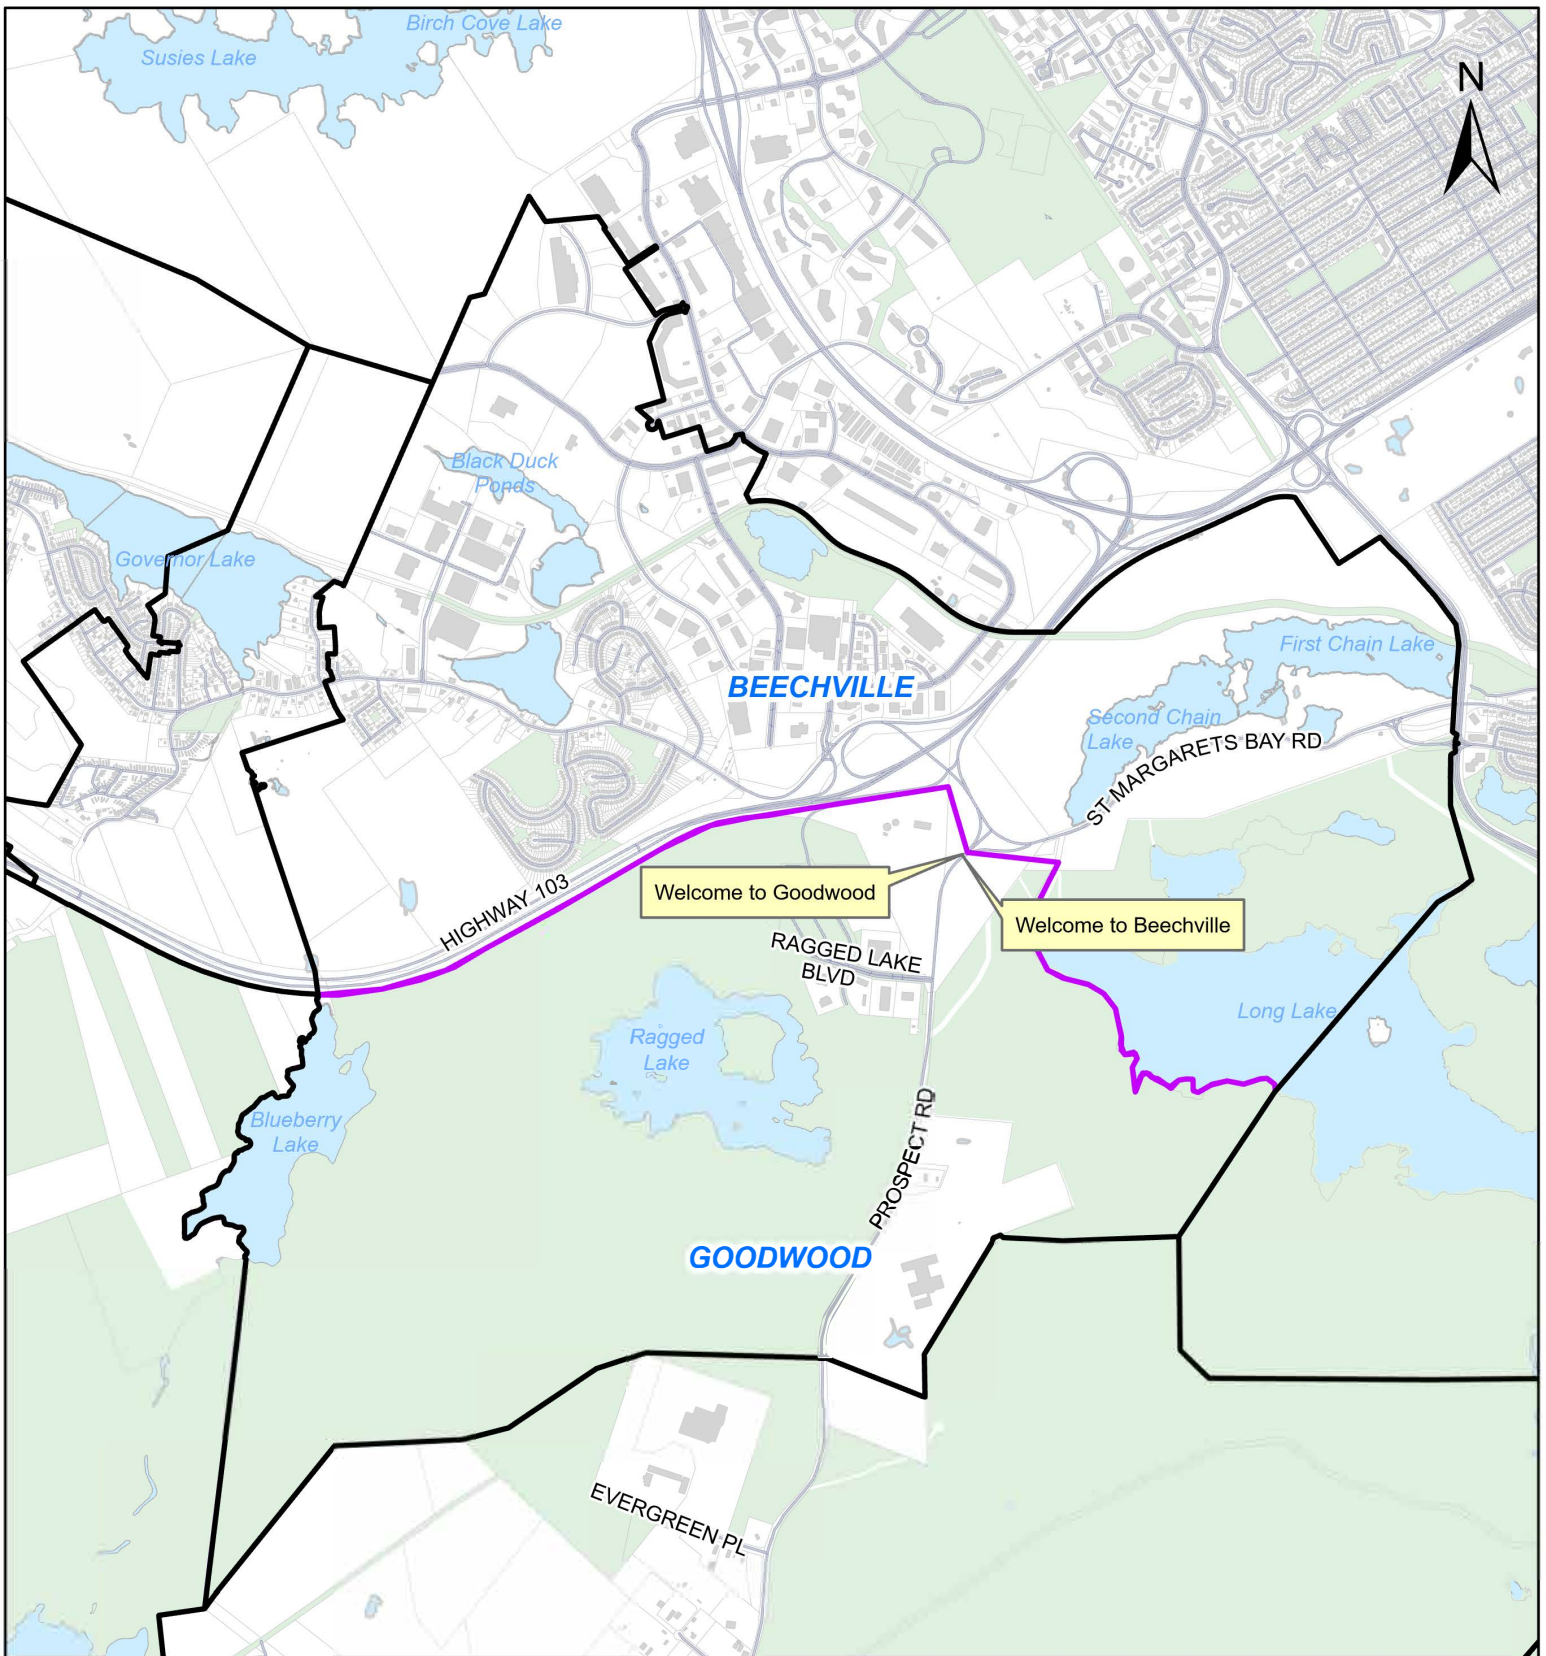 Birch Cove Lake
Susies Lake
N
Black Duck
Ponds
Governor Lake
First Chain Lake
BEECHVILLE
Second Chain
Lake
ST MARGARETS BAY RD
HIGHWAY 103
Welcome to Goodwood
Welcome to Beechville
RAGGED LAKE
BLVD
Long Lake
Ragged
Lake
Blueberry
Lake
PROSPECT RD
GOODWOOD
EVERGREEN PL